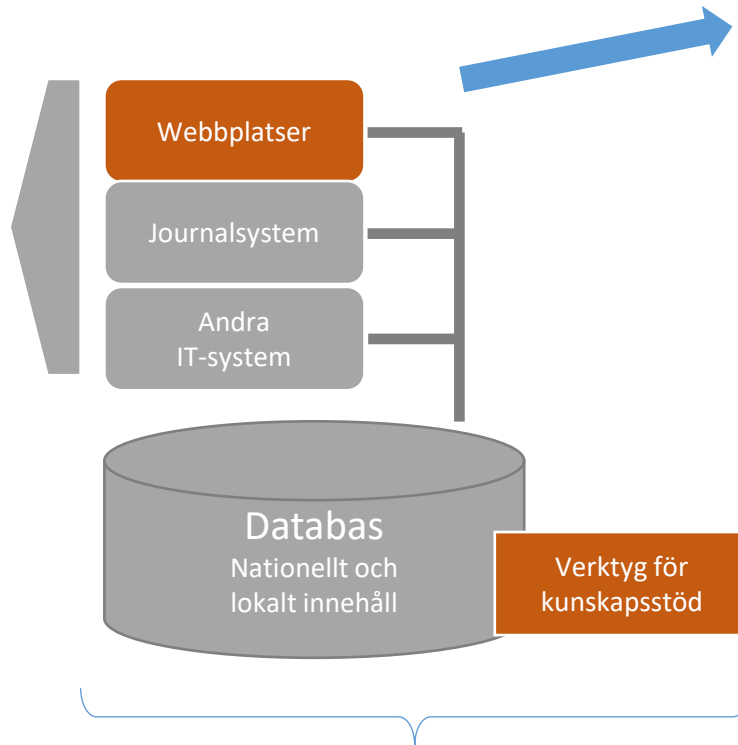 Webbplatser
Journalsystem
Andra
IT-system
Databas
Nationellt och
lokalt innehåll
Verktyg för
kunskapsstöd